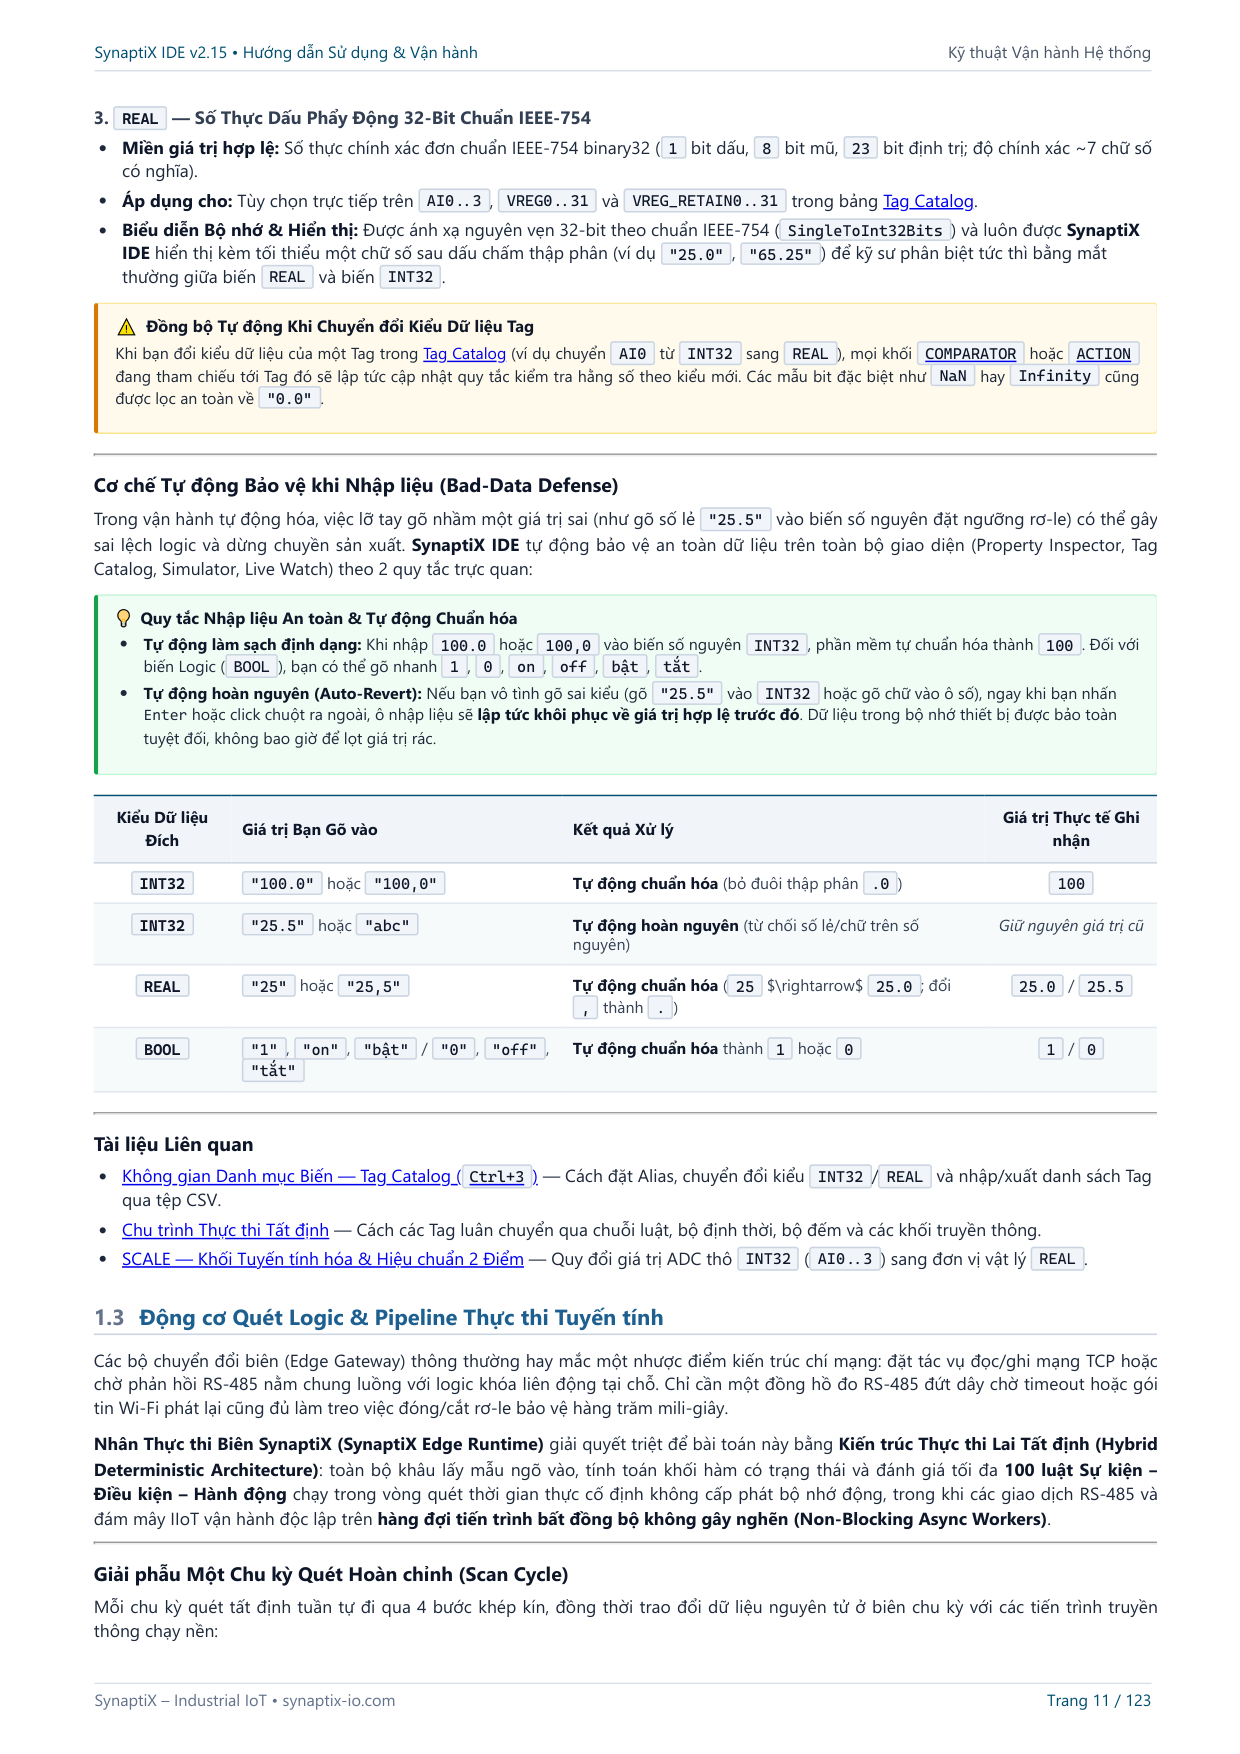 SynaptiX IDE v2.15 • Hướng dẫn Sử dụng & Vận hành
Kỹ thuật Vận hành Hệ thống
3. REAL — Số Thực Dấu Phẩy Động 32-Bit Chuẩn IEEE-754
• Miền giá trị hợp lệ: Số thực chính xác đơn chuẩn IEEE-754 binary32 ( 1 bit dấu, 8 bit mũ, 23 bit định trị; độ chính xác ~7 chữ số
có nghĩa).
• Áp dụng cho: Tùy chọn trực tiếp trên AI0..3 , VREG0..31 và VREG_RETAIN0..31 trong bảng Tag Catalog.
• Biểu diễn Bộ nhớ & Hiển thị: Được ánh xạ nguyên vẹn 32-bit theo chuẩn IEEE-754 ( SingleToInt32Bits ) và luôn được SynaptiX
IDE hiển thị kèm tối thiểu một chữ số sau dấu chấm thập phân (ví dụ "25.0" , "65.25" ) để kỹ sư phân biệt tức thì bằng mắt
thường giữa biến REAL và biến INT32 .
⚠ Đồng bộ Tự động Khi Chuyển đổi Kiểu Dữ liệu Tag
Khi bạn đổi kiểu dữ liệu của một Tag trong Tag Catalog (ví dụ chuyển AI0 từ INT32 sang REAL ), mọi khối COMPARATOR hoặc ACTION
đang tham chiếu tới Tag đó sẽ lập tức cập nhật quy tắc kiểm tra hằng số theo kiểu mới. Các mẫu bit đặc biệt như NaN hay Infinity cũng
được lọc an toàn về "0.0" .
Cơ chế Tự động Bảo vệ khi Nhập liệu (Bad-Data Defense)
Trong vận hành tự động hóa, việc lỡ tay gõ nhầm một giá trị sai (như gõ số lẻ "25.5" vào biến số nguyên đặt ngưỡng rơ-le) có thể gây
sai lệch logic và dừng chuyền sản xuất. SynaptiX IDE tự động bảo vệ an toàn dữ liệu trên toàn bộ giao diện (Property Inspector, Tag
Catalog, Simulator, Live Watch) theo 2 quy tắc trực quan:
💡 Quy tắc Nhập liệu An toàn & Tự động Chuẩn hóa
• Tự động làm sạch định dạng: Khi nhập 100.0 hoặc 100,0 vào biến số nguyên INT32 , phần mềm tự chuẩn hóa thành 100 . Đối với
biến Logic ( BOOL ), bạn có thể gõ nhanh 1 , 0 , on , off , bật , tắt .
• Tự động hoàn nguyên (Auto-Revert): Nếu bạn vô tình gõ sai kiểu (gõ "25.5" vào INT32 hoặc gõ chữ vào ô số), ngay khi bạn nhấn
Enter hoặc click chuột ra ngoài, ô nhập liệu sẽ lập tức khôi phục về giá trị hợp lệ trước đó. Dữ liệu trong bộ nhớ thiết bị được bảo toàn
tuyệt đối, không bao giờ để lọt giá trị rác.
Kiểu Dữ liệu
Đích
Giá trị Bạn Gõ vào
Kết quả Xử lý
Giá trị Thực tế Ghi
nhận
INT32
"100.0" hoặc "100,0"
Tự động chuẩn hóa (bỏ đuôi thập phân .0 )
100
INT32
"25.5" hoặc "abc"
Tự động hoàn nguyên (từ chối số lẻ/chữ trên số
nguyên)
Giữ nguyên giá trị cũ
REAL
"25" hoặc "25,5"
Tự động chuẩn hóa ( 25 $\rightarrow$ 25.0 ; đổi
, thành . )
25.0 / 25.5
BOOL
"1" , "on" , "bật" / "0" , "off" ,
"tắt"
Tự động chuẩn hóa thành 1 hoặc 0
1 / 0
Tài liệu Liên quan
• Không gian Danh mục Biến — Tag Catalog ( Ctrl+3 ) — Cách đặt Alias, chuyển đổi kiểu INT32 / REAL và nhập/xuất danh sách Tag
qua tệp CSV.
• Chu trình Thực thi Tất định — Cách các Tag luân chuyển qua chuỗi luật, bộ định thời, bộ đếm và các khối truyền thông.
• SCALE — Khối Tuyến tính hóa & Hiệu chuẩn 2 Điểm — Quy đổi giá trị ADC thô INT32 ( AI0..3 ) sang đơn vị vật lý REAL .
1.3 Động cơ Quét Logic & Pipeline Thực thi Tuyến tính
Các bộ chuyển đổi biên (Edge Gateway) thông thường hay mắc một nhược điểm kiến trúc chí mạng: đặt tác vụ đọc/ghi mạng TCP hoặc
chờ phản hồi RS-485 nằm chung luồng với logic khóa liên động tại chỗ. Chỉ cần một đồng hồ đo RS-485 đứt dây chờ timeout hoặc gói
tin Wi-Fi phát lại cũng đủ làm treo việc đóng/cắt rơ-le bảo vệ hàng trăm mili-giây.
Nhân Thực thi Biên SynaptiX (SynaptiX Edge Runtime) giải quyết triệt để bài toán này bằng Kiến trúc Thực thi Lai Tất định (Hybrid
Deterministic Architecture): toàn bộ khâu lấy mẫu ngõ vào, tính toán khối hàm có trạng thái và đánh giá tối đa 100 luật Sự kiện –
Điều kiện – Hành động chạy trong vòng quét thời gian thực cố định không cấp phát bộ nhớ động, trong khi các giao dịch RS-485 và
đám mây IIoT vận hành độc lập trên hàng đợi tiến trình bất đồng bộ không gây nghẽn (Non-Blocking Async Workers).
Giải phẫu Một Chu kỳ Quét Hoàn chỉnh (Scan Cycle)
Mỗi chu kỳ quét tất định tuần tự đi qua 4 bước khép kín, đồng thời trao đổi dữ liệu nguyên tử ở biên chu kỳ với các tiến trình truyền
thông chạy nền:
SynaptiX – Industrial IoT • synaptix-io.com
Trang 11 / 123